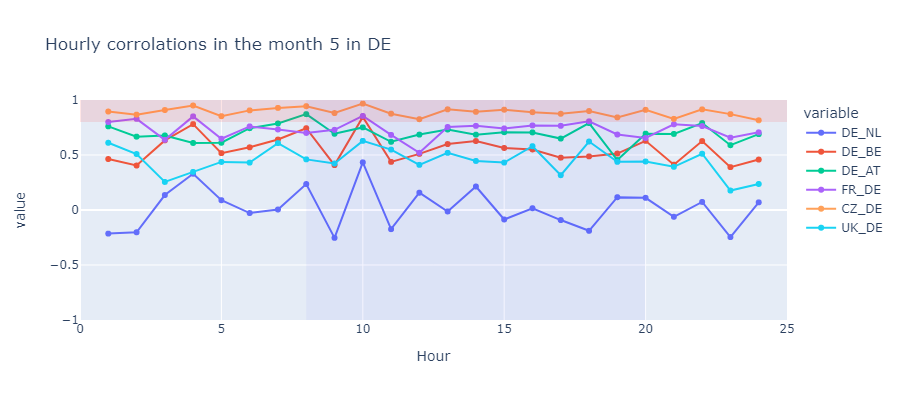 Hourly corrolations in the month 5 in DE
value
1
0.5
0
−0.5
−1
0
5
10
15
20
25
Hour
variable
DE_NL
DE_BE
DE_AT
FR_DE
CZ_DE
UK_DE